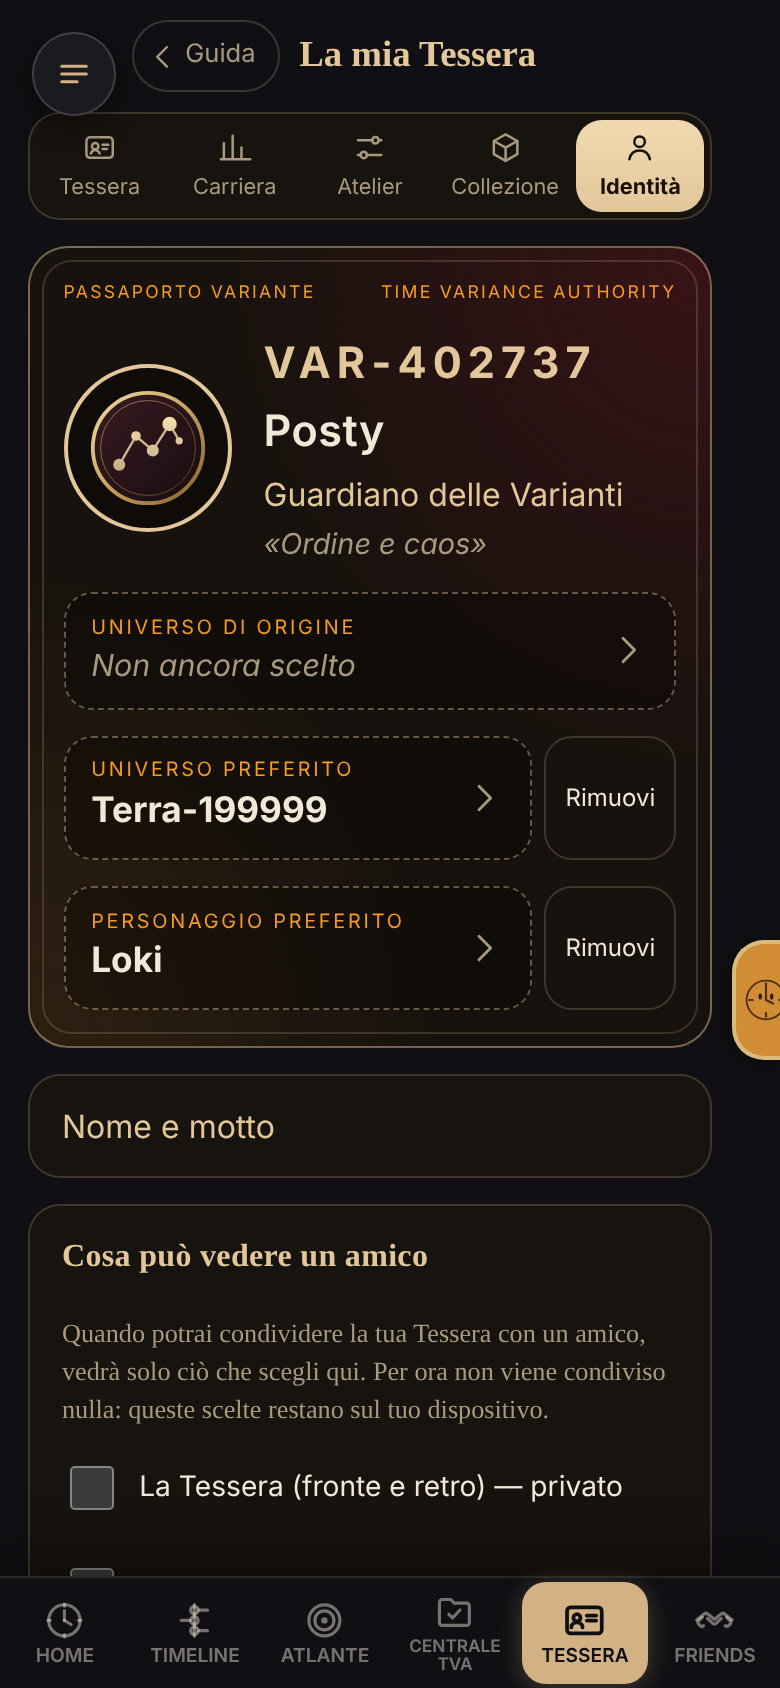 Guida
La mia Tessera
Tessera
Carriera
Atelier
Collezione
Identità
PASSAPORTO VARIANTE
TIME VARIANCE AUTHORITY
VAR-402737
Posty
Guardiano delle Varianti
«Ordine e caos»
UNIVERSO DI ORIGINE
Non ancora scelto
UNIVERSO PREFERITO
Terra-199999
Rimuovi
PERSONAGGIO PREFERITO
Loki
Rimuovi
Nome e motto
Cosa può vedere un amico
Quando potrai condividere la tua Tessera con un amico,
vedrà solo ciò che scegli qui. Per ora non viene condiviso
nulla: queste scelte restano sul tuo dispositivo.
La Tessera (fronte e retro) — privato
HOME
TIMELINE
ATLANTE
CENTRALE
TVA
TESSERA
FRIENDS